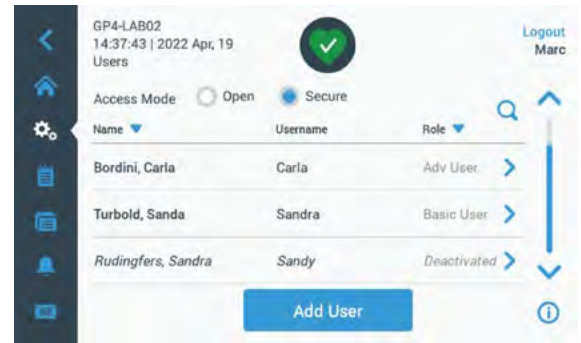 GP4-LAB02
14:37:43 | 2022 Apr, 19
Users
Logout
Marc
Access Mode Open Secure
Name Username Role
Bordini, Carla Carla Adv User
Turbold, Sanda Sandra Basic User
Rudingfers, Sandra Sandy Deactivated
Add User